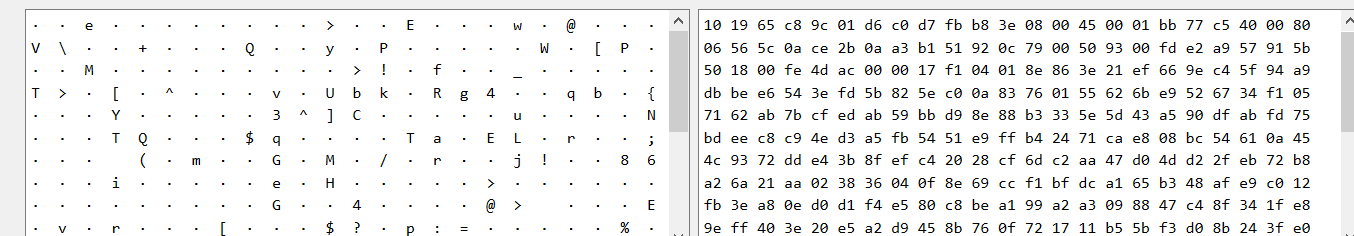 · · e · · · · · · · · > · · E · · · w · @ · · ·
V \ · · + · · · Q · · y · P · · · · · W · [ P ·
· · M · · · · · · · · · > ! · f · · _ · · · · ·
T > · [ · ^ · · · v · U b k · R g 4 · · q b · {
· · · Y · · · · · 3 ^ ] C · · · · · u · · · · N
· · · T Q · · · $ q · · · · T a · E L · r · · ;
· · ·   ( · m · · G · M · / · r · · j ! · · 8 6
· · · i · · · · · e · H · · · · · > · · · · · ·
· · · · · · · · · G · · 4 · · · · @ >   · · · E
· v · r · · · [ · · · $ ? · p : = · · · · · % ·
10 19 65 c8 9c 01 d6 c0 d7 fb b8 3e 08 00 45 00 01 bb 77 c5 40 00 80
06 56 5c 0a ce 2b 0a a3 b1 51 92 0c 79 00 50 93 00 fd e2 a9 57 91 5b
50 18 00 fe 4d ac 00 00 17 f1 04 01 8e 86 3e 21 ef 66 9e c4 5f 94 a9
db be e6 54 3e fd 5b 82 5e c0 0a 83 76 01 55 62 6b e9 52 67 34 f1 05
71 62 ab 7b cf ed ab 59 bb d9 8e 88 b3 33 5e 5d 43 a5 90 df ab fd 75
bd ee c8 c9 4e d3 a5 fb 54 51 e9 ff b4 24 71 ca e8 08 bc 54 61 0a 45
4c 93 72 dd e4 3b 8f ef c4 20 28 cf 6d c2 aa 47 d0 4d d2 2f eb 72 b8
a2 6a 21 aa 02 38 36 04 0f 8e 69 cc f1 bf dc a1 65 b3 48 af e9 c0 12
fb 3e a8 0e d0 d1 f4 e5 80 c8 be a1 99 a2 a3 09 88 47 c4 8f 34 1f e8
9e ff 40 3e 20 e5 a2 d9 45 8b 76 0f 72 17 11 b5 5b f3 d0 8b 24 3f e0